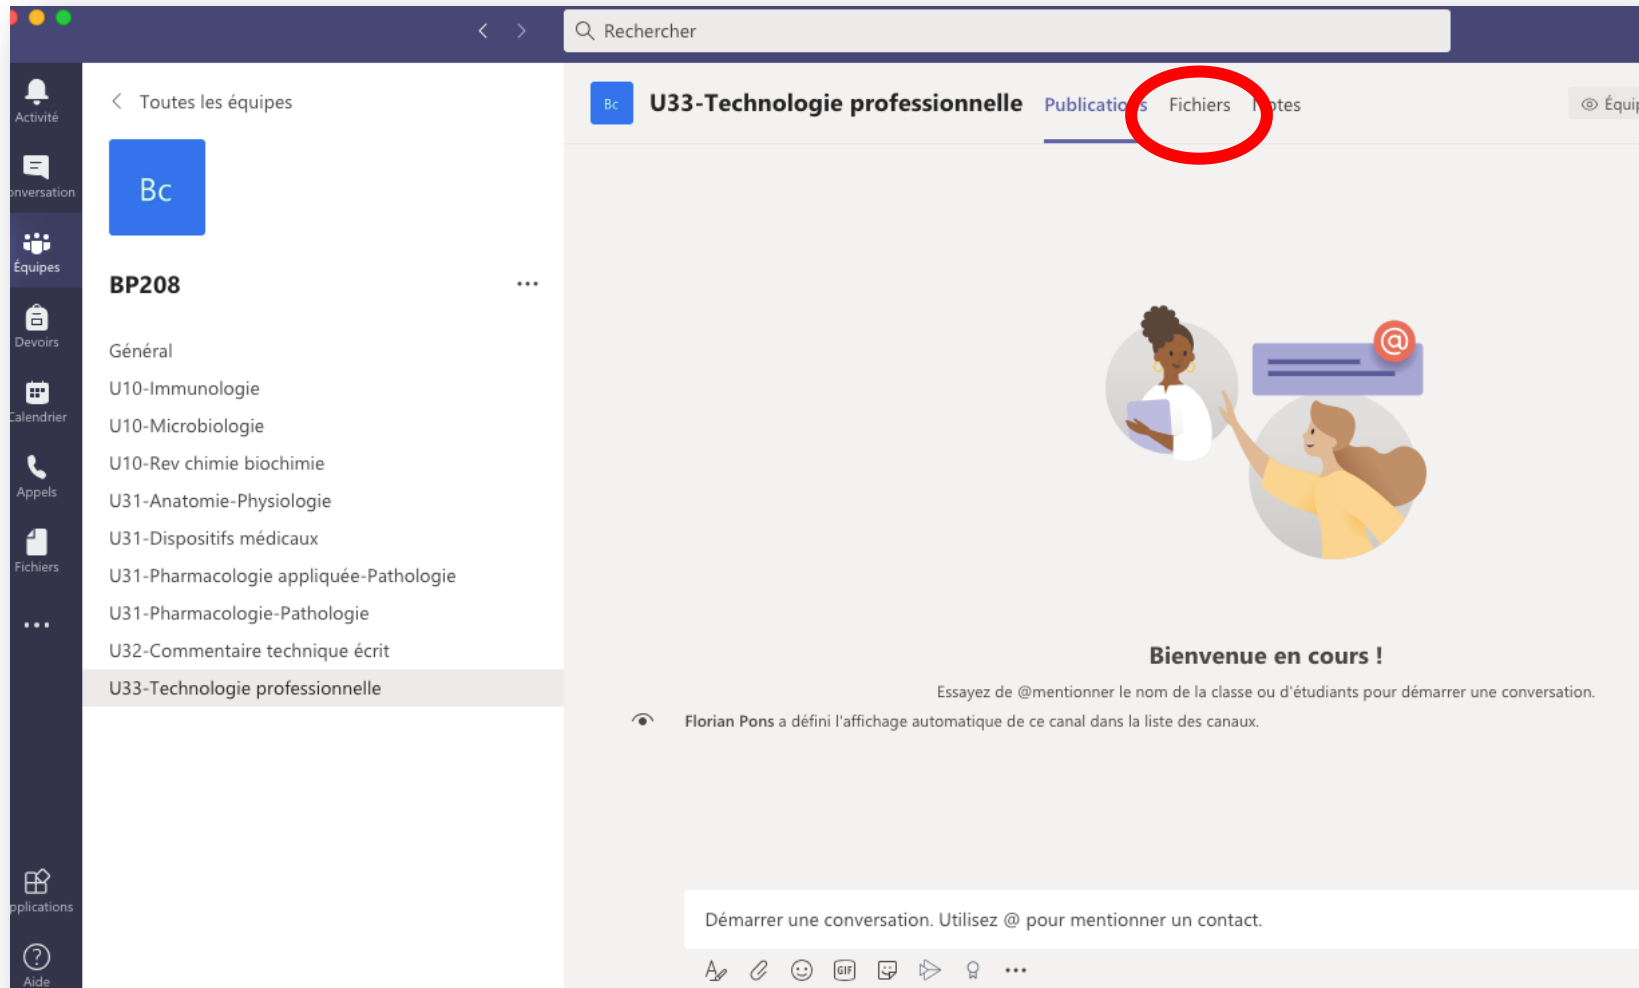 Rechercher
Activité
onversation
Équipes
Devoirs
Calendrier
Appels
Fichiers
pplications
Aide
Toutes les équipes
Bc
BP208
Général
U10-Immunologie
U10-Microbiologie
U10-Rev chimie biochimie
U31-Anatomie-Physiologie
U31-Dispositifs médicaux
U31-Pharmacologie appliquée-Pathologie
U31-Pharmacologie-Pathologie
U32-Commentaire technique écrit
U33-Technologie professionnelle
Bc U33-Technologie professionnelle Publications Fichiers Notes Équip
@
Bienvenue en cours !
Essayez de @mentionner le nom de la classe ou d'étudiants pour démarrer une conversation.
Florian Pons a défini l'affichage automatique de ce canal dans la liste des canaux.
Démarrer une conversation. Utilisez @ pour mentionner un contact.
GIF